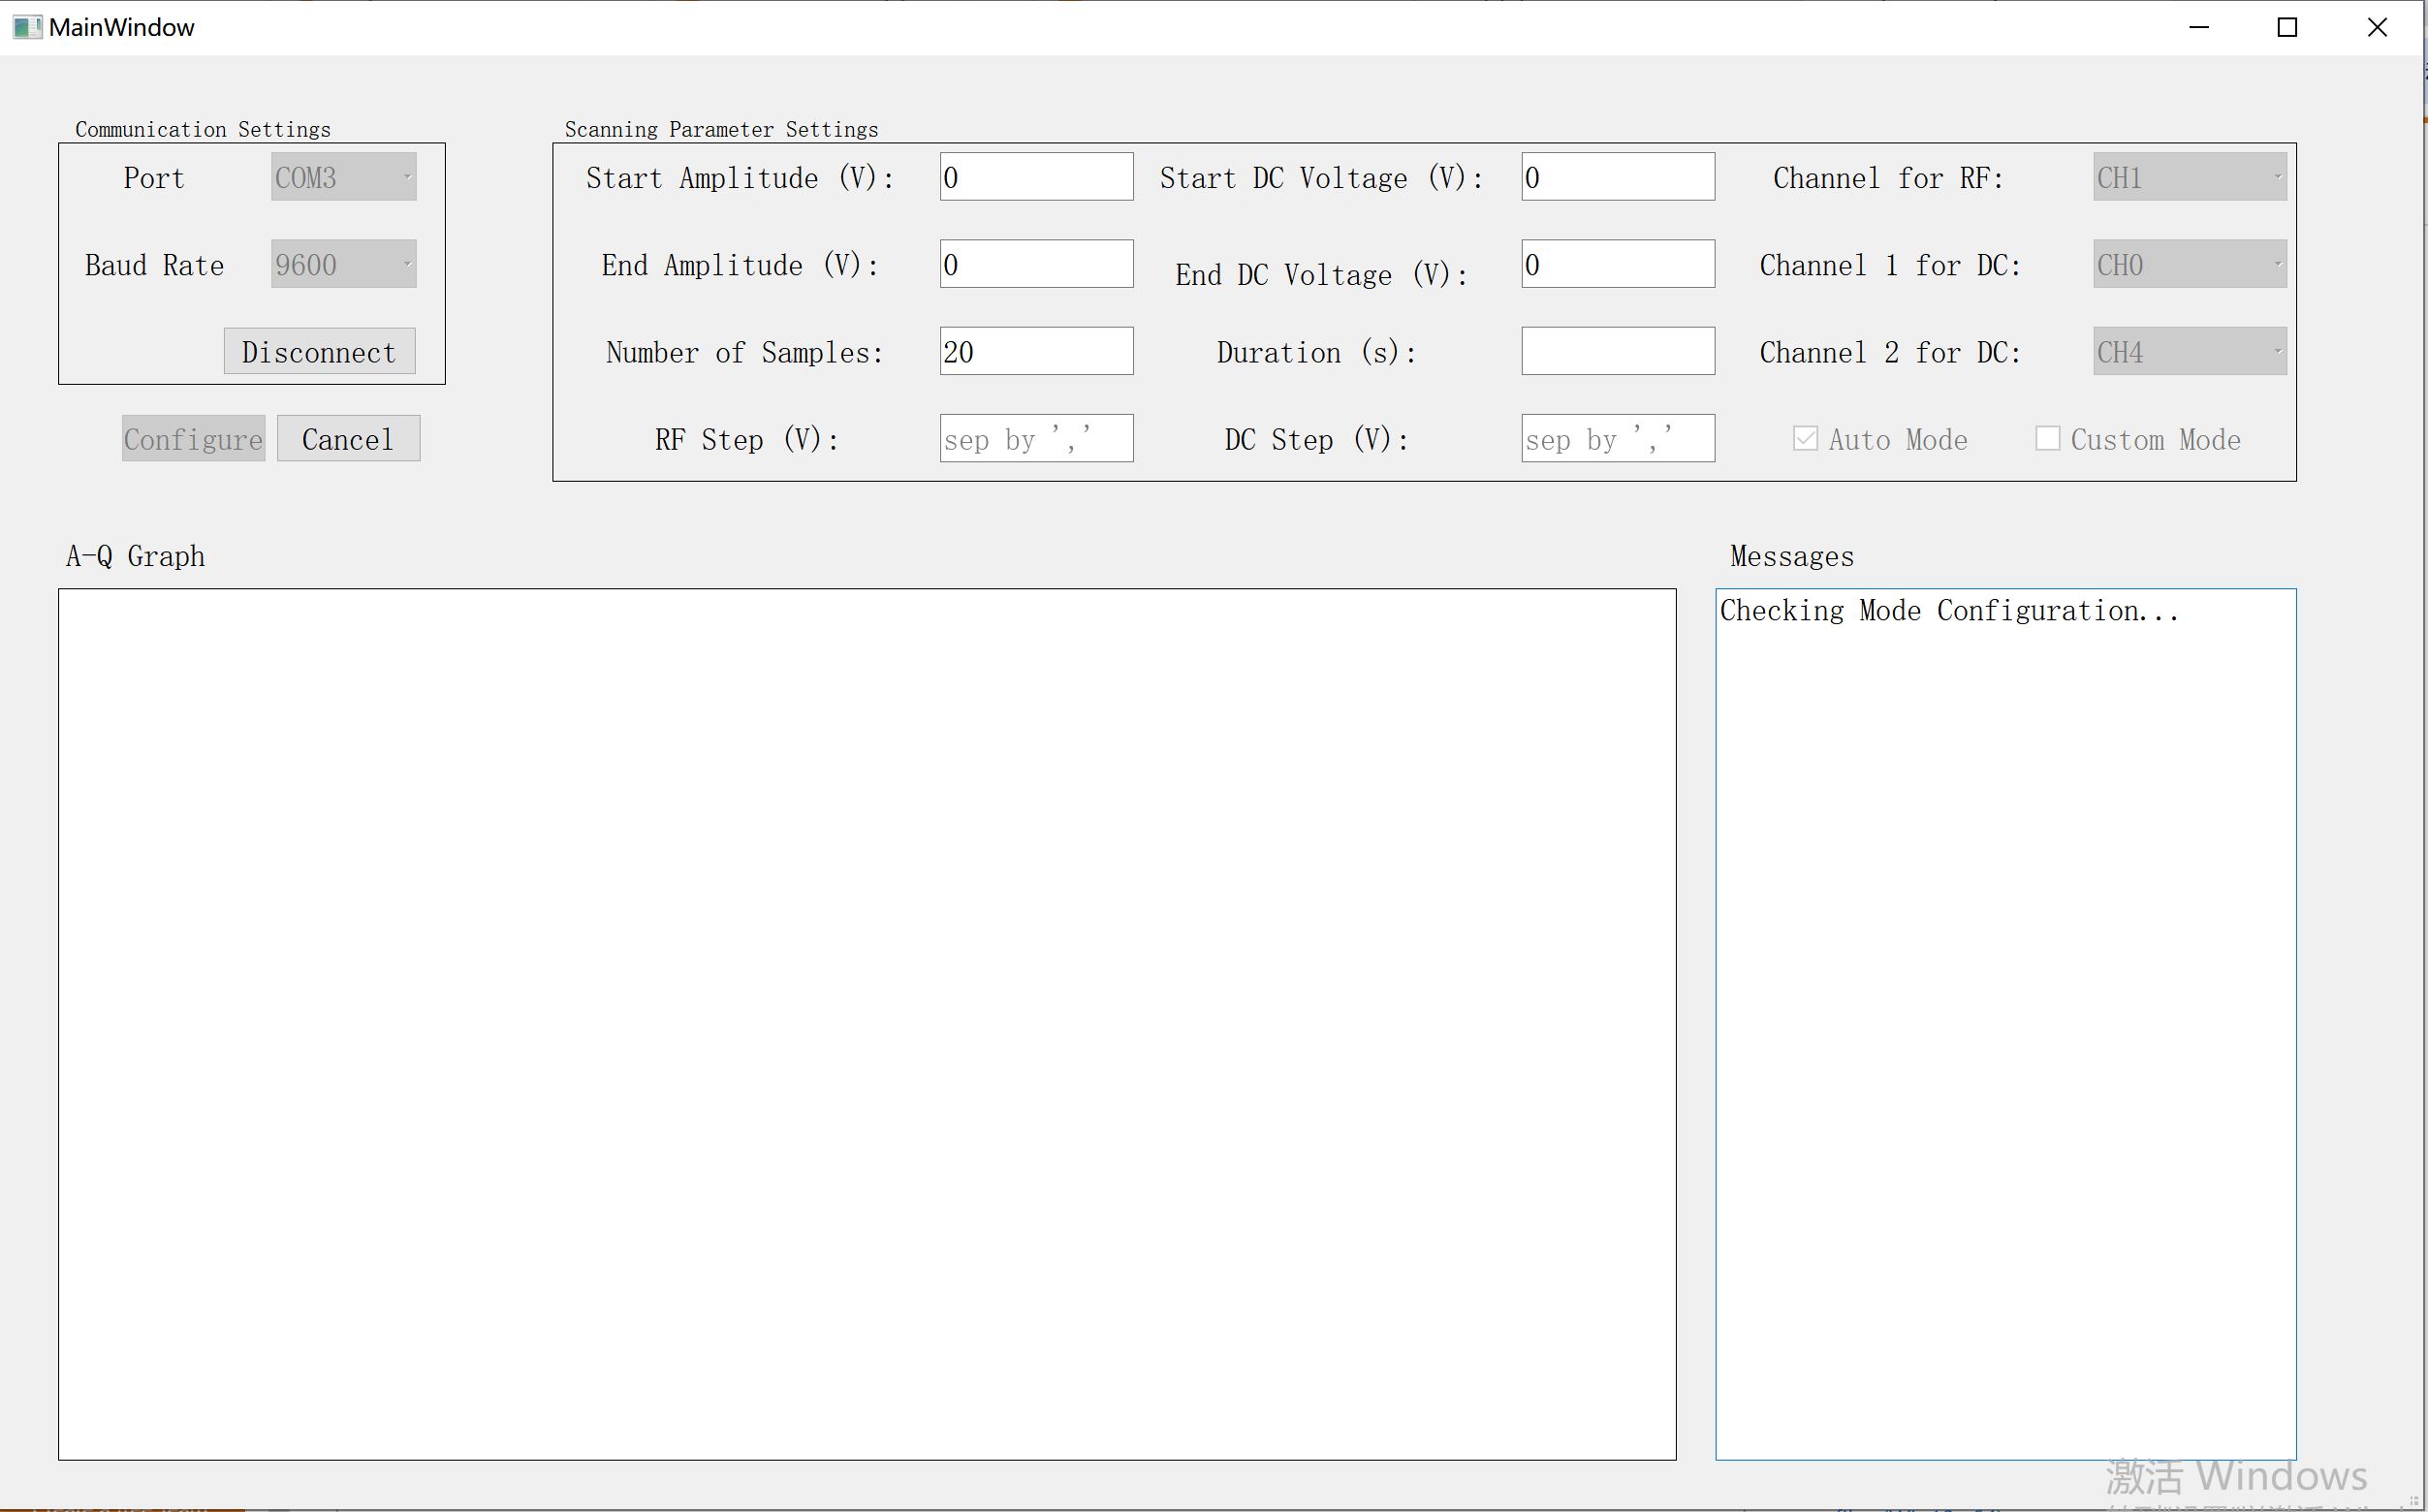 MainWindow
Communication Settings
Port
COM3
Baud Rate
9600
Disconnect
Configure
Cancel
Scanning Parameter Settings
Start Amplitude (V):
0
Start DC Voltage (V):
0
Channel for RF:
CH1
End Amplitude (V):
0
End DC Voltage (V):
0
Channel 1 for DC:
CH0
Number of Samples:
20
Duration (s):
Channel 2 for DC:
CH4
RF Step (V):
sep by ','
DC Step (V):
sep by ','
Auto Mode
Custom Mode
A-Q Graph
Messages
Checking Mode Configuration...
激活 Windows